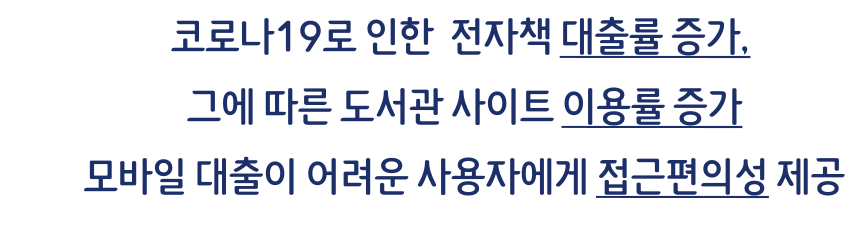 코로나19로 인한 전자책 대출률 증가,
그에 따른 도서관 사이트 이용률 증가
모바일 대출이 어려운 사용자에게 접근편의성 제공